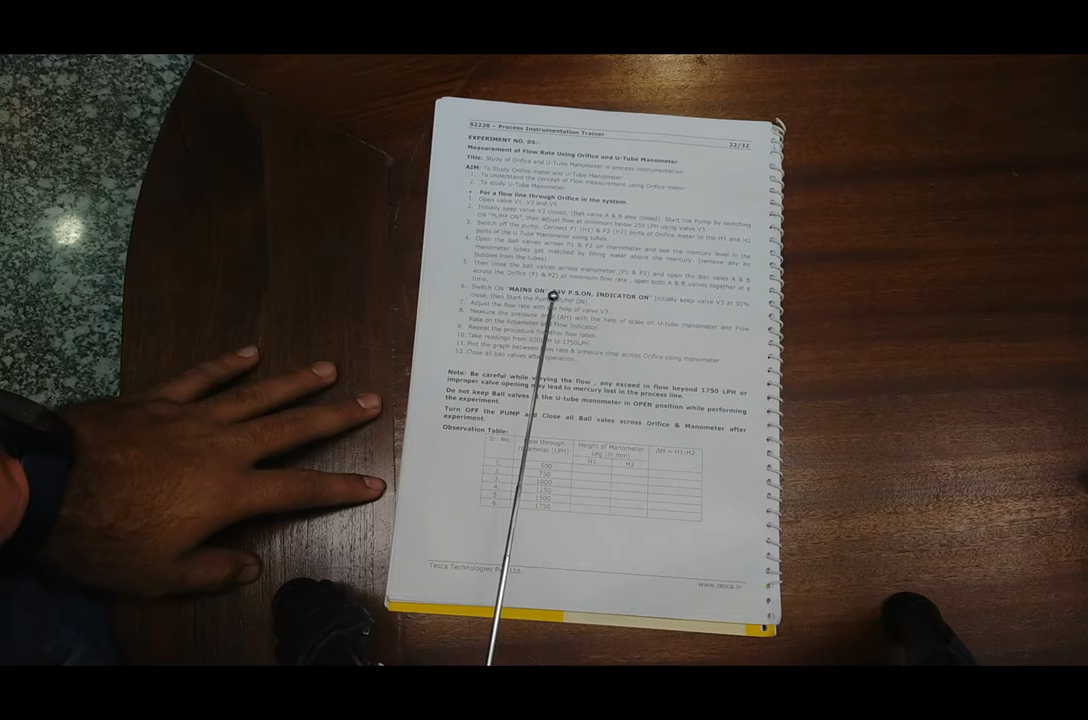 S2220 – Process Instrumentation Trainer
22/32
EXPERIMENT NO. 05:-
Measurement of Flow Rate Using Orifice and U-Tube Manometer
Title: Study of Orifice and U-Tube Manometer in process instrumentation.
AIM: To Study Orifice meter and U-Tube Manometer
1. To understand the concept of Flow measurement using Orifice meter
2. To study U-Tube Manometer
• For a flow line through Orifice in the system.
1. Open valve V1, V3 and V5
2. Initially keep valve V3 closed, (Ball valve A & B also closed). Start the Pump by switching
ON "PUMP ON", then adjust flow at minimum below 250 LPH using Valve V3.
3. Switch off the pump. Connect P1 (H1) & P2 (H2) ports of Orifice meter to the H1 and H2
ports of the U Tube Manometer using tubes.
4. Open the Ball valves across P1 & P2 on manometer and see the mercury level in the
manometer tubes get matched by filling water above the mercury. (remove any air
bubbles from the tubes)
5. Then close the ball valves across manometer (P1 & P2) and open the Ball vales A & B
across the Orifice (P1 & P2) at minimum flow rate , open both A & B valves together at a
time.
6. Switch ON "MAINS ON", P.S.ON, INDICATOR ON" Initially keep valve V3 at 90%
close, then Start the Pump PUMP ON)
7. Adjust the flow rate with help of valve V3.
8. Measure the pressure drop (ΔH) with the help of scale on U-tube manometer and Flow
Rate on the Rotameter and Flow Indicator.
9. Repeat the procedure for other flow rates.
10. Take readings from 500LPH to 1750LPH.
11. Plot the graph between flow rate & pressure drop across Orifice using manometer
12. Close all ball valves after operation..
Note: Be careful while varying the flow , any exceed in flow beyond 1750 LPH or
improper valve opening may lead to mercury lost in the process line.
Do not keep Ball valves the U-tube manometer in OPEN position while performing
the experiment.
Turn OFF the PUMP and Close all Ball vales across Orifice & Manometer after
experiment.
Observation Table:
Sr. No. Flow through Height of Manometer ΔH = H1-H2
rotameter (LPH) Leg (in mm)
H1 H2
1. 500
2. 750
3. 1000
4. 1250
5. 1500
6. 1750
Tesca Technologies Pvt. Ltd.
www.tesca.in